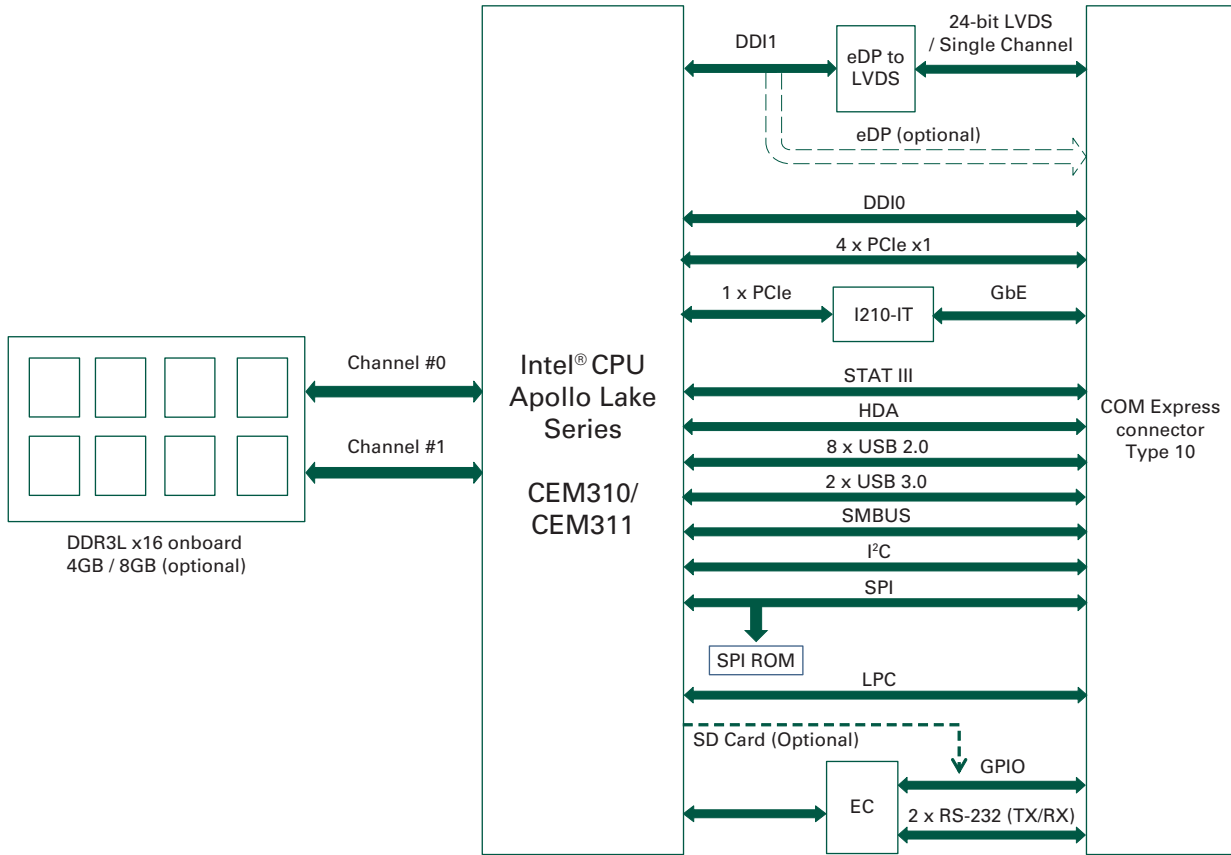 24-bit LVDS
/ Single Channel
DDI1
eDP to
LVDS
eDP (optional)
DDI0
4 x PCIe x1
1 x PCIe
I210-IT
GbE
Channel #0
Channel #1
DDR3L x16 onboard
4GB / 8GB (optional)
Intel® CPU
Apollo Lake
Series
CEM310/
CEM311
STAT III
HDA
8 x USB 2.0
2 x USB 3.0
SMBUS
I²C
SPI
SPI ROM
LPC
SD Card (Optional)
GPIO
EC
2 x RS-232 (TX/RX)
COM Express
connector
Type 10